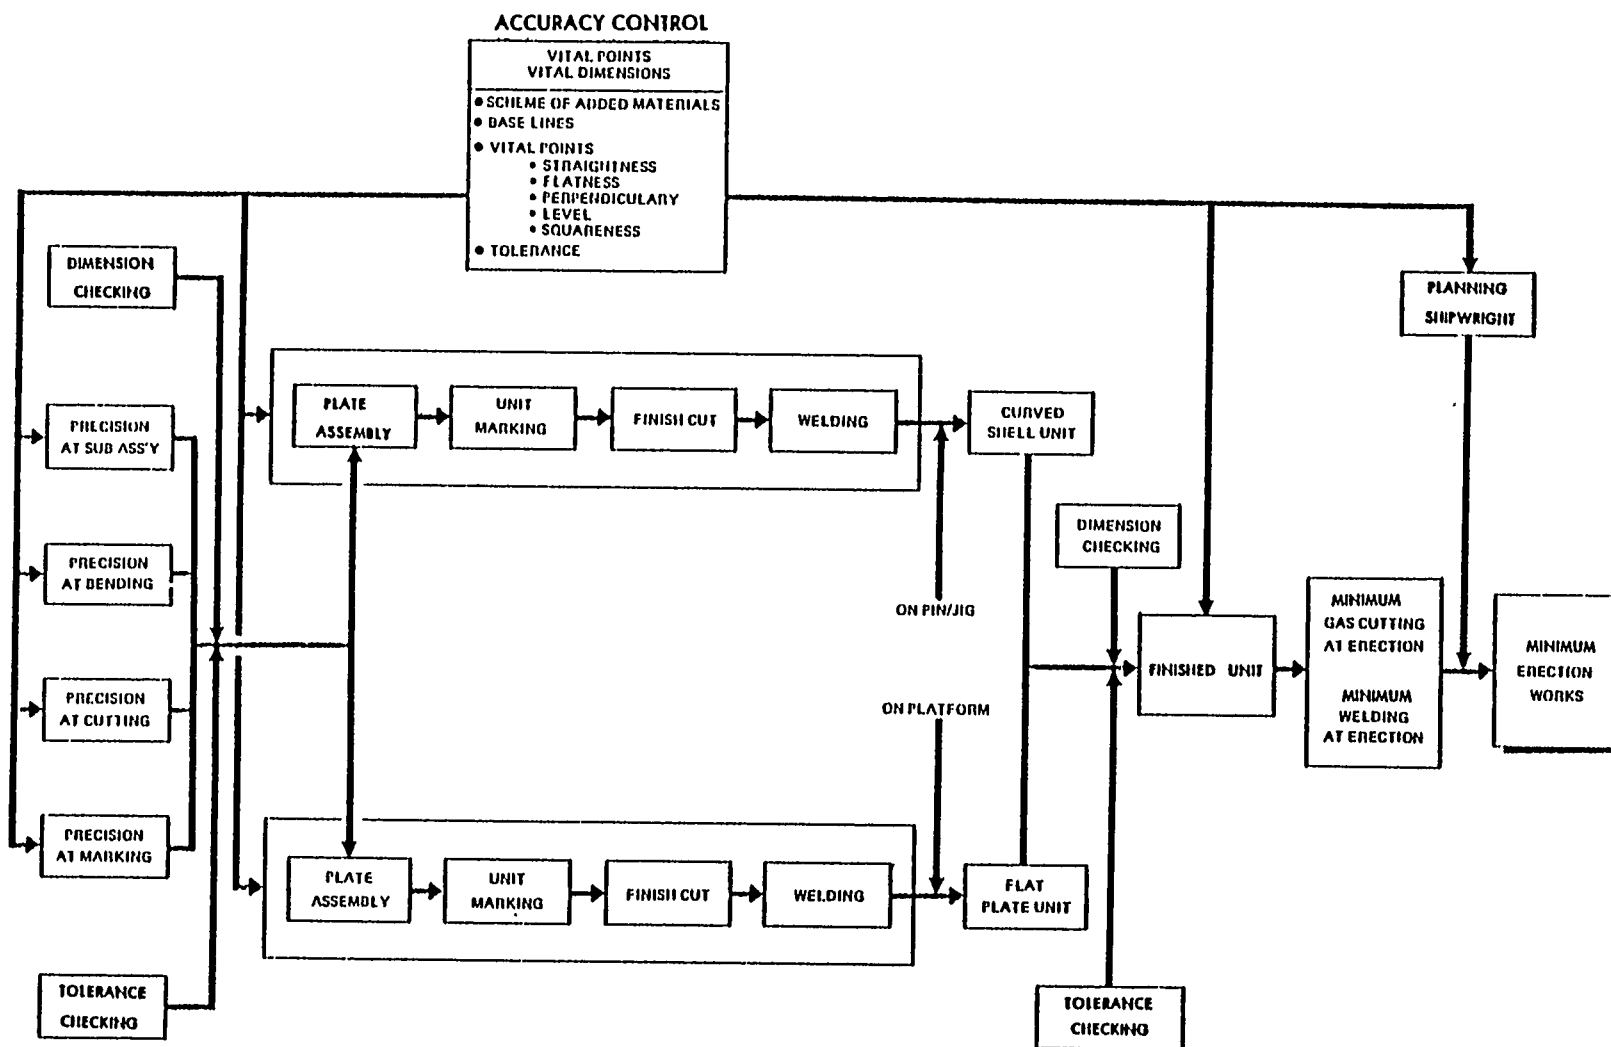 ACCURACY CONTROL
VITAL POINTS
VITAL DIMENSIONS
● SCHEME OF ADDED MATERIALS
● BASE LINES
● VITAL POINTS
• STRAIGHTNESS
• FLATNESS
• PERPENDICULARY
• LEVEL
• SQUARENESS
● TOLERANCE
DIMENSION
CHECKING
PLANNING
SHIPWRIGHT
PRECISION
AT SUB ASS'Y
PRECISION
AT BENDING
PRECISION
AT CUTTING
PRECISION
AT MARKING
TOLERANCE
CHECKING
PLATE
ASSEMBLY
UNIT
MARKING
FINISH CUT
WELDING
CURVED
SHELL UNIT
ON PIN/JIG
ON PLATFORM
PLATE
ASSEMBLY
UNIT
MARKING
FINISH CUT
WELDING
FLAT
PLATE UNIT
DIMENSION
CHECKING
TOLERANCE
CHECKING
FINISHED UNIT
MINIMUM
GAS CUTTING
AT ERECTION
MINIMUM
WELDING
AT ERECTION
MINIMUM
ERECTION
WORKS